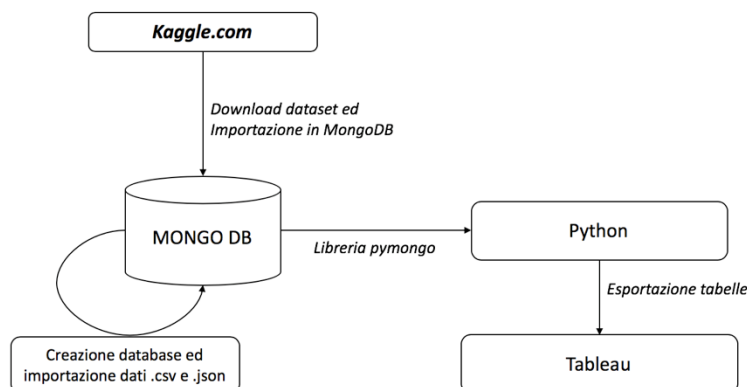 Kaggle.com
Download dataset ed
Importazione in MongoDB
MONGO DB
Libreria pymongo
Python
Esportazione tabelle
Creazione database ed
importazione dati .csv e .json
Tableau